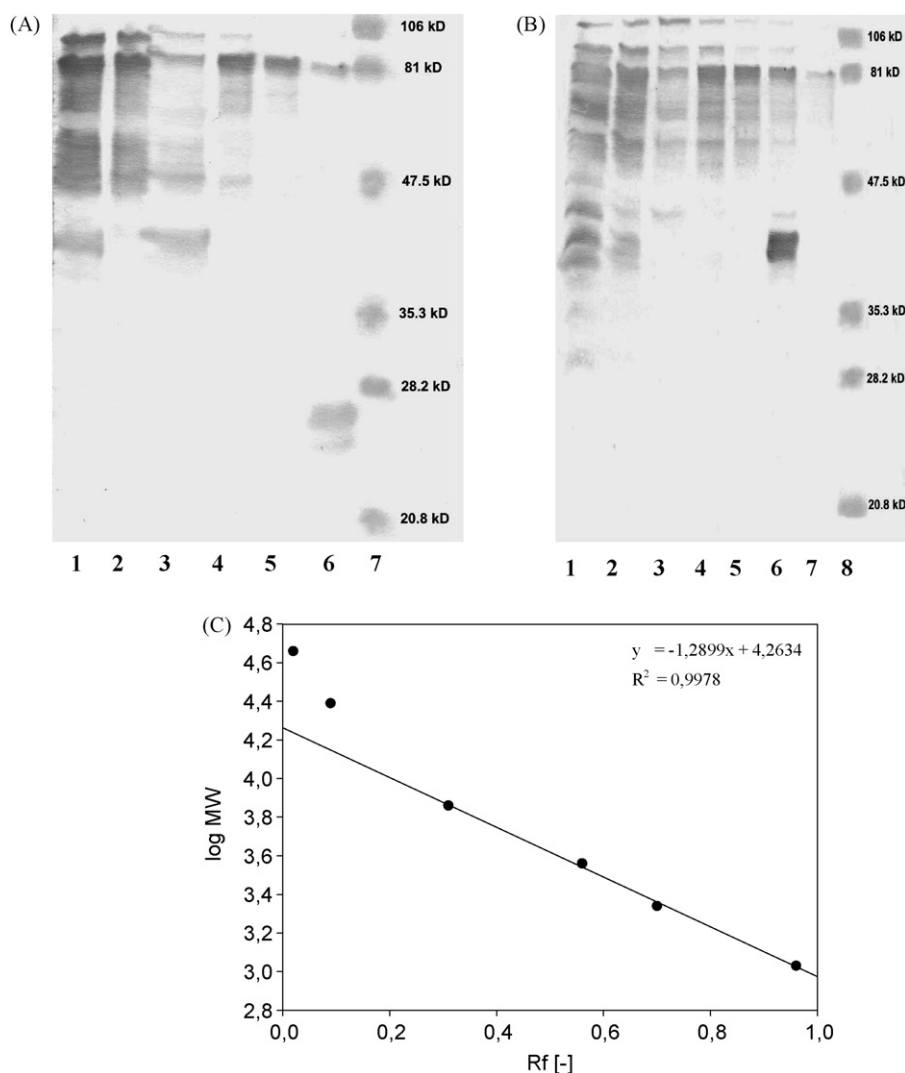 (A)
106 kD
81 kD
47.5 kD
35.3 kD
28.2 kD
20.8 kD
1 2 3 4 5 6 7
(B)
106 kD
81 kD
47.5 kD
35.3 kD
28.2 kD
20.8 kD
1 2 3 4 5 6 7 8
(C)
y = -1,2899x + 4,2634
R² = 0,9978
log MW
4,8
4,6
4,4
4,2
4,0
3,8
3,6
3,4
3,2
3,0
2,8
0,0 0,2 0,4 0,6 0,8 1,0
Rf [-]